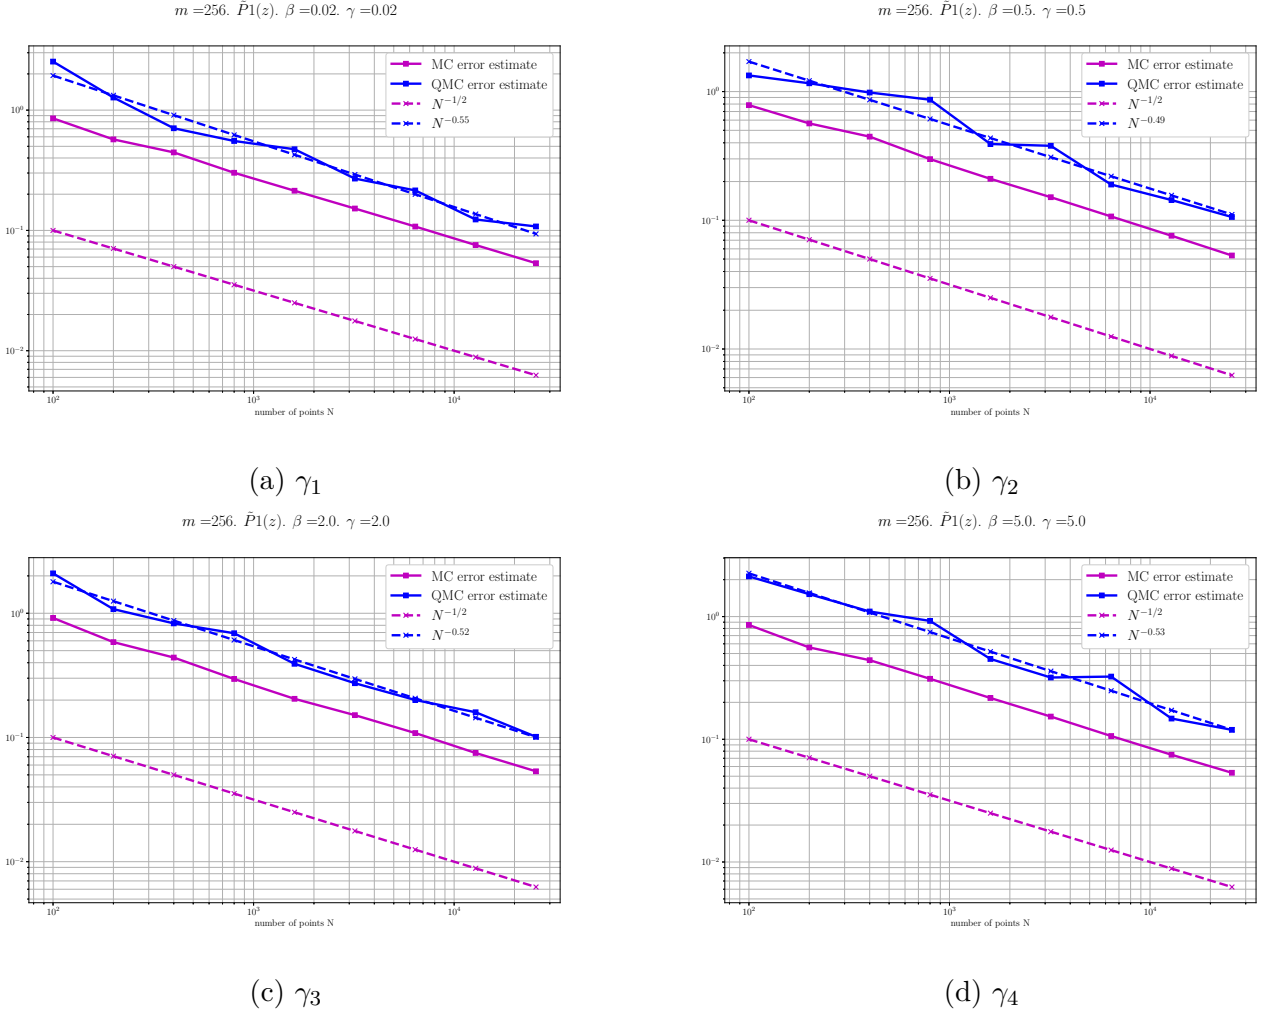 m =256. P̃1(z). β =0.02. γ =0.02
MC error estimate
QMC error estimate
N^{-1/2}
N^{-0.55}
10^0
10^{-1}
10^{-2}
10^2
10^3
10^4
number of points N
(a) γ_1
m =256. P̃1(z). β =0.5. γ =0.5
MC error estimate
QMC error estimate
N^{-1/2}
N^{-0.49}
10^0
10^{-1}
10^{-2}
10^2
10^3
10^4
number of points N
(b) γ_2
m =256. P̃1(z). β =2.0. γ =2.0
MC error estimate
QMC error estimate
N^{-1/2}
N^{-0.52}
10^0
10^{-1}
10^{-2}
10^2
10^3
10^4
number of points N
(c) γ_3
m =256. P̃1(z). β =5.0. γ =5.0
MC error estimate
QMC error estimate
N^{-1/2}
N^{-0.53}
10^0
10^{-1}
10^{-2}
10^2
10^3
10^4
number of points N
(d) γ_4